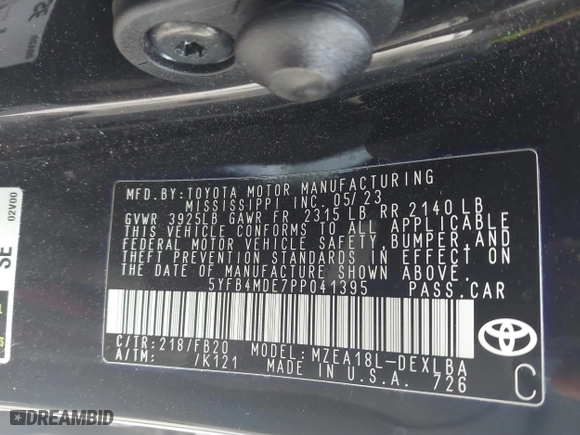 MFD.BY:TOYOTA MOTOR MANUFACTURING
MISSISSIPPI INC. 05/23
GVWR 3925LB GAWR FR 2315 LB RR 2140 LB
THIS VEHICLE CONFORMS TO ALL APPLICABLE
FEDERAL MOTOR VEHICLE SAFETY, BUMPER, AND
THEFT PREVENTION STANDARDS IN EFFECT ON
THE DATE OF MANUFACTURE SHOWN ABOVE.
5YFB4MDE7PP041395 PASS.CAR
C/TR:218/FB20 MODEL:MZEA18L-DEXLBA
A/TM: /K121 MADE IN U.S.A. 726
C
02V00
SE
DREAMBID